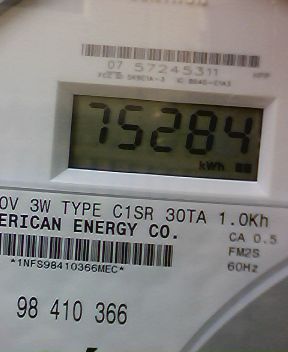 07 57245311
75284
kWh
0V 3W TYPE C1SR 30TA 1.0Kh
ERICAN ENERGY CO.
CA 0.5
FM2S
*1NFS98410366MEC*
60Hz
98 410 366